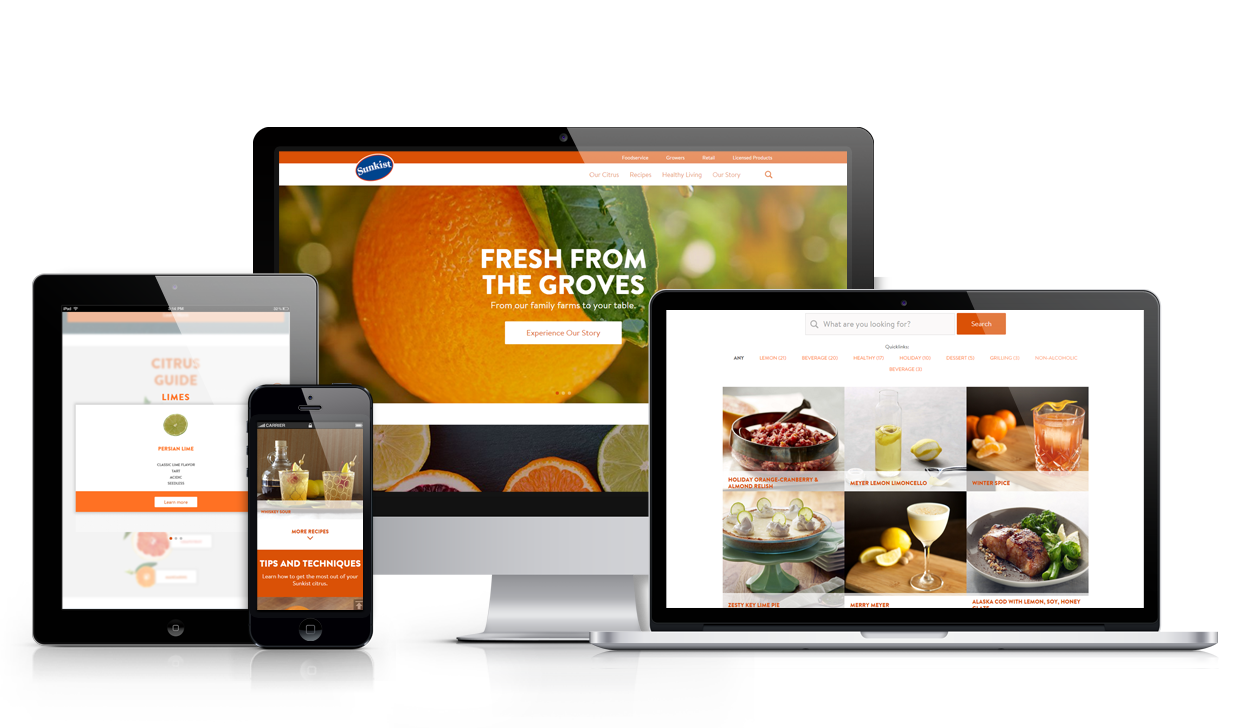 Foodservice Growers Retail Licensed Products
Sunkist
Our Citrus Recipes Healthy Living Our Story
FRESH FROM
THE GROVES
From our family farms to your table.
Experience Our Story
iPad
CITRUS
GUIDE
LIMES
PERSIAN LIME
CLASSIC LIME FLAVOR
TART
ACIDIC
SEEDLESS
Learn more
CARRIER
WHISKEY SOUR
MORE RECIPES
TIPS AND TECHNIQUES
Learn how to get the most out of your
Sunkist citrus.
What are you looking for? Search
Quicklinks:
ANY LEMON (21) BEVERAGE (20) HEALTHY (17) HOLIDAY (10) DESSERT (5) GRILLING (3) NON-ALCOHOLIC
BEVERAGE (3)
HOLIDAY ORANGE-CRANBERRY &
ALMOND RELISH
MEYER LEMON LIMONCELLO
WINTER SPICE
ZESTY KEY LIME PIE
MERRY MEYER
ALASKA COD WITH LEMON, SOY, HONEY
GLAZE